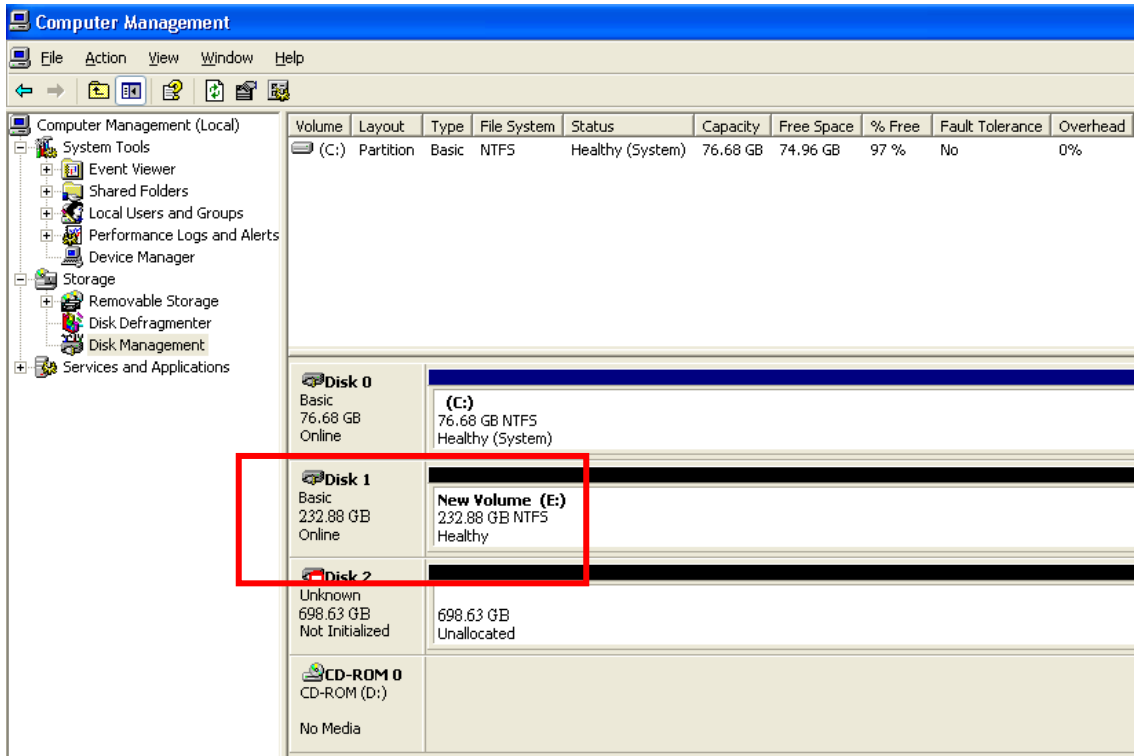 Computer Management
File Action View Window Help
Computer Management (Local)
System Tools
Event Viewer
Shared Folders
Local Users and Groups
Performance Logs and Alerts
Device Manager
Storage
Removable Storage
Disk Defragmenter
Disk Management
Services and Applications
Volume Layout Type File System Status Capacity Free Space % Free Fault Tolerance Overhead
(C:) Partition Basic NTFS Healthy (System) 76.68 GB 74.96 GB 97 % No 0%
Disk 0
Basic
76.68 GB
Online
(C:)
76.68 GB NTFS
Healthy (System)
Disk 1
Basic
232.88 GB
Online
New Volume (E:)
232.88 GB NTFS
Healthy
Disk 2
Unknown
698.63 GB
Not Initialized
698.63 GB
Unallocated
CD-ROM 0
CD-ROM (D:)
No Media